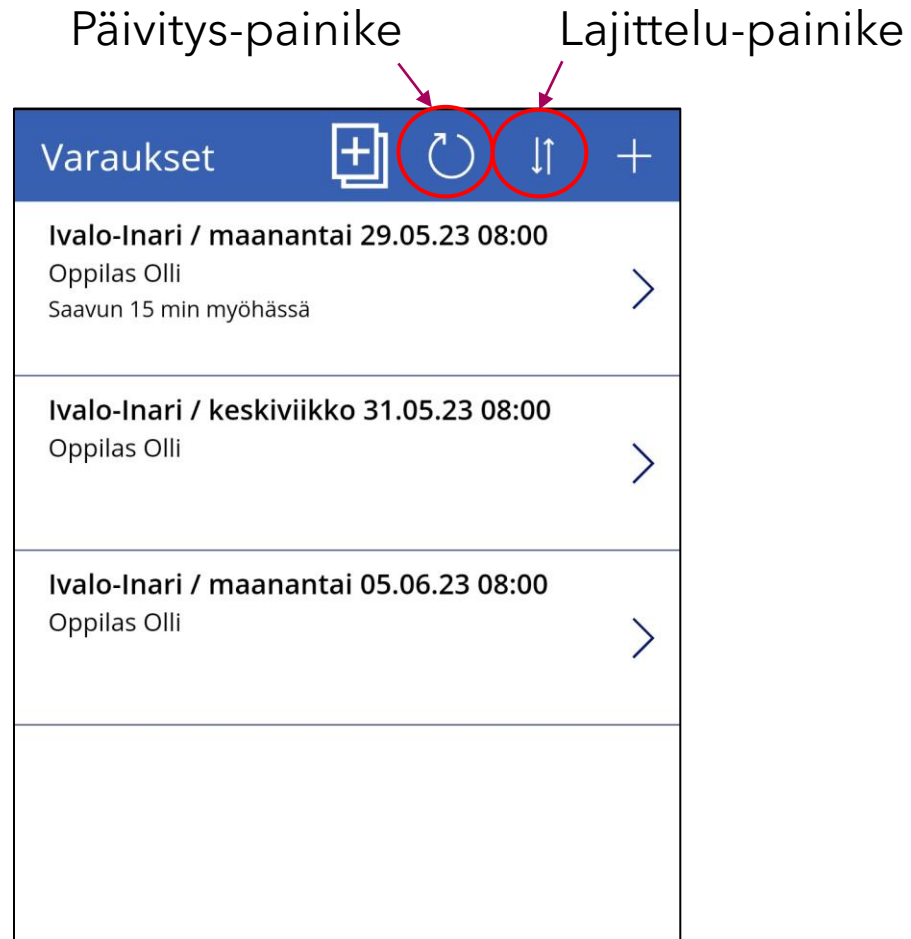 Päivitys-painike Lajittelu-painike
Varaukset
Ivalo-Inari / maanantai 29.05.23 08:00
Oppilas Olli
Saavun 15 min myöhässä
Ivalo-Inari / keskiviikko 31.05.23 08:00
Oppilas Olli
Ivalo-Inari / maanantai 05.06.23 08:00
Oppilas Olli